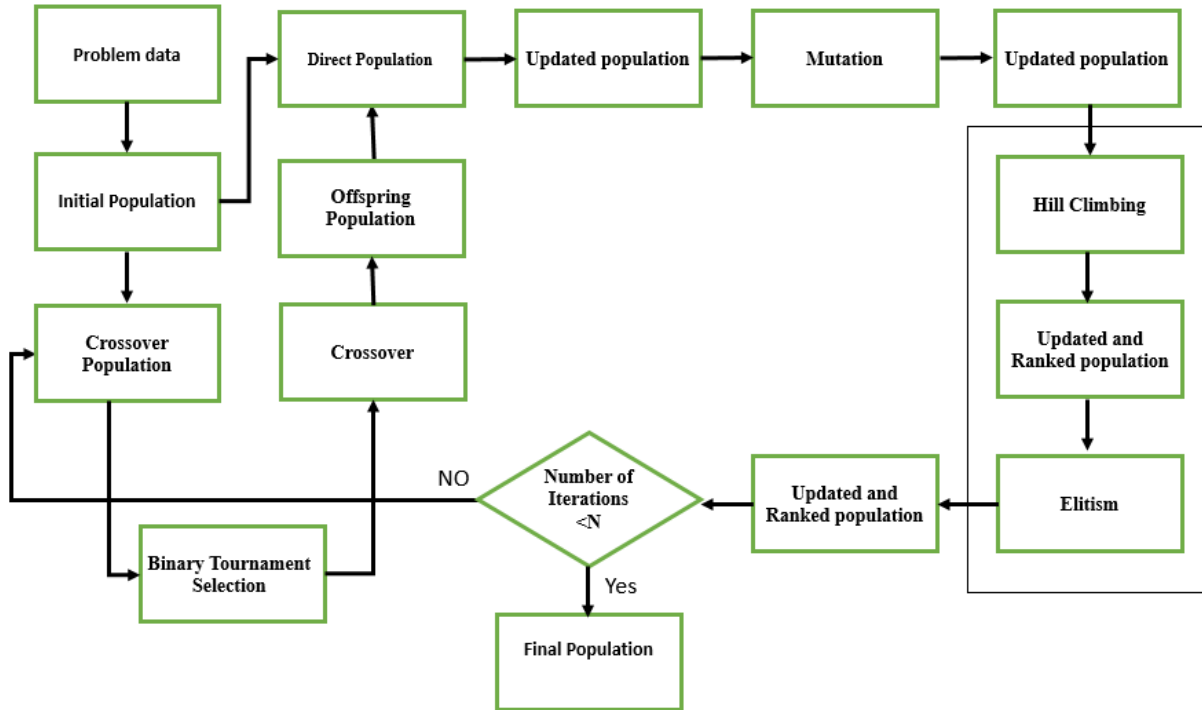 Problem data
Direct Population
Updated population
Mutation
Updated population
Initial Population
Offspring
Population
Hill Climbing
Crossover
Population
Crossover
Updated and
Ranked population
NO
Number of
Iterations
<N
Updated and
Ranked population
Elitism
Binary Tournament
Selection
Yes
Final Population